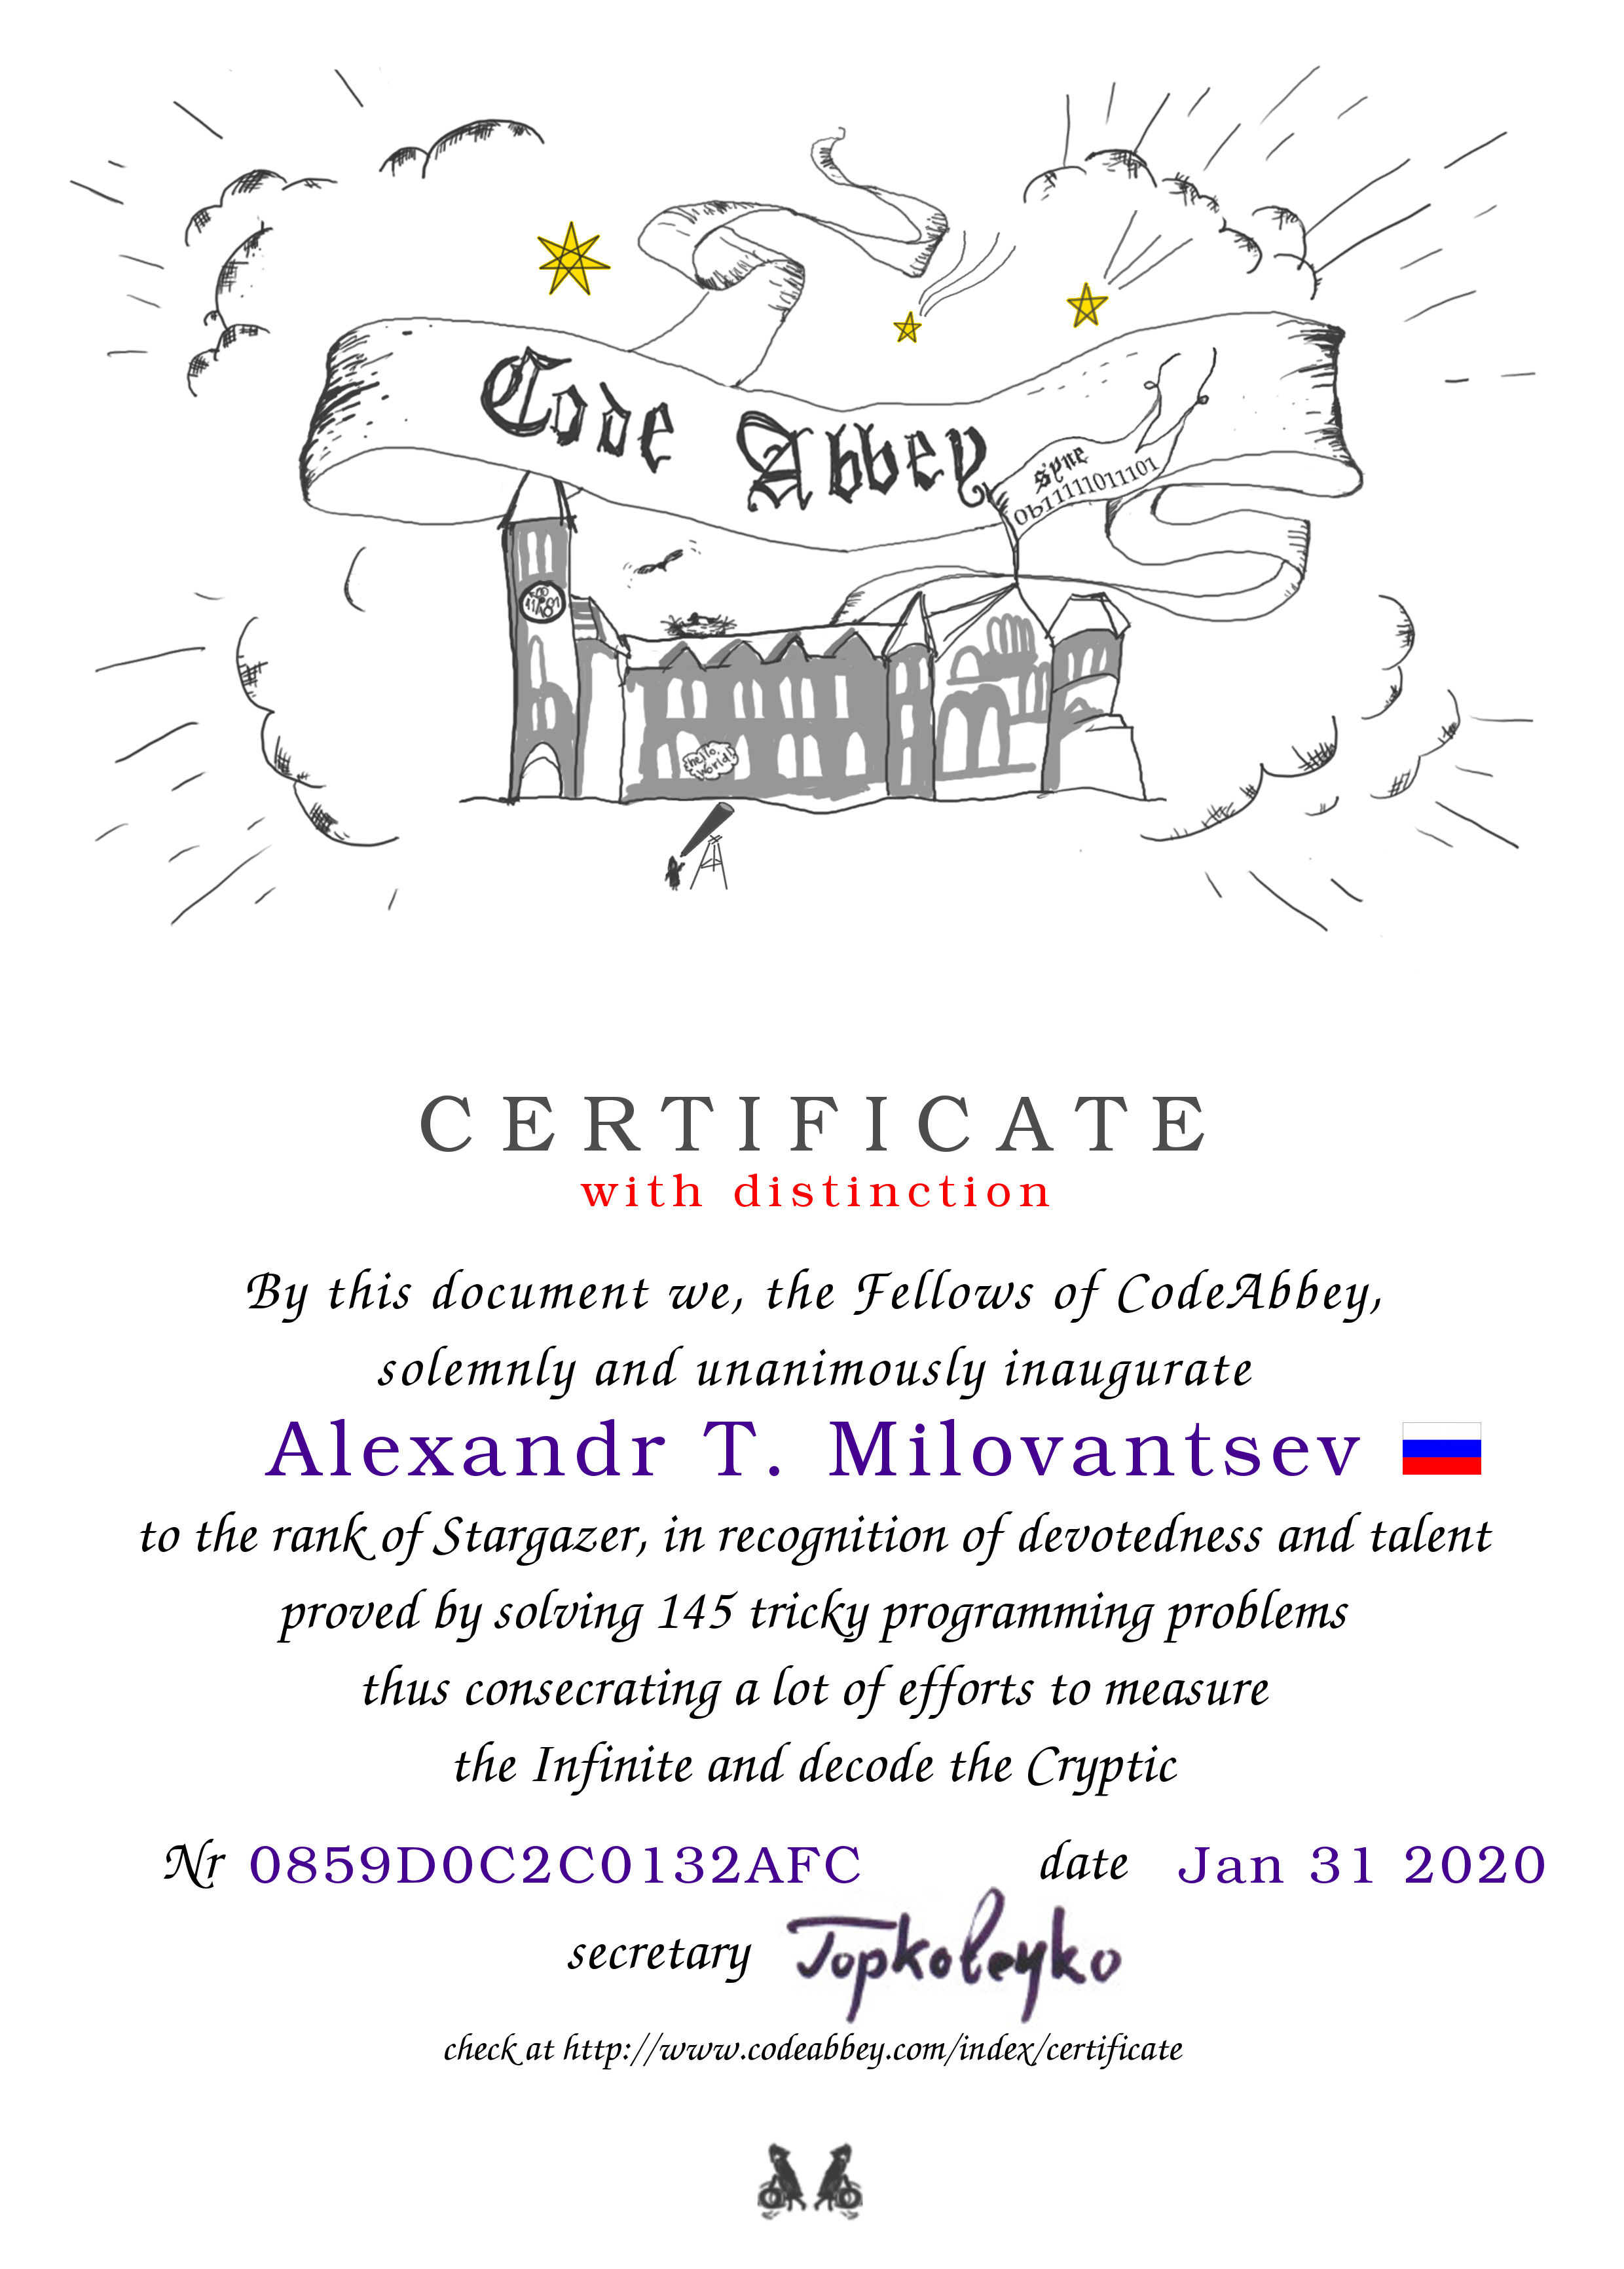 Code Abbey
syne
0b11111011101
hello, world!
CERTIFICATE
with distinction
By this document we, the Fellows of CodeAbbey,
solemnly and unanimously inaugurate
Alexandr T. Milovantsev
to the rank of Stargazer, in recognition of devotedness and talent
proved by solving 145 tricky programming problems
thus consecrating a lot of efforts to measure
the Infinite and decode the Cryptic
Nr 0859D0C2C0132AFC date Jan 31 2020
secretary
check at http://www.codeabbey.com/index/certificate